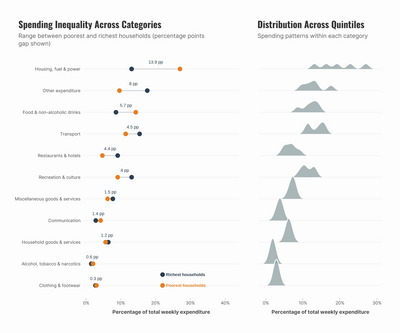 Spending Inequality Across Categories
Range between poorest and richest households (percentage points
gap shown)
Distribution Across Quintiles
Spending patterns within each category
Housing, fuel & power
13.9 pp
Other expenditure
8 pp
Food & non-alcoholic drinks
5.7 pp
Transport
4.5 pp
Restaurants & hotels
4.4 pp
Recreation & culture
4 pp
Miscellaneous goods & services
1.5 pp
Communication
1.4 pp
Household goods & services
1.2 pp
Alcohol, tobacco & narcotics
0.6 pp
Clothing & footwear
0.3 pp
Richest households
Poorest households
0% 10% 20% 30% 40%
Percentage of total weekly expenditure
0% 10% 20% 30%
Percentage of total weekly expenditure